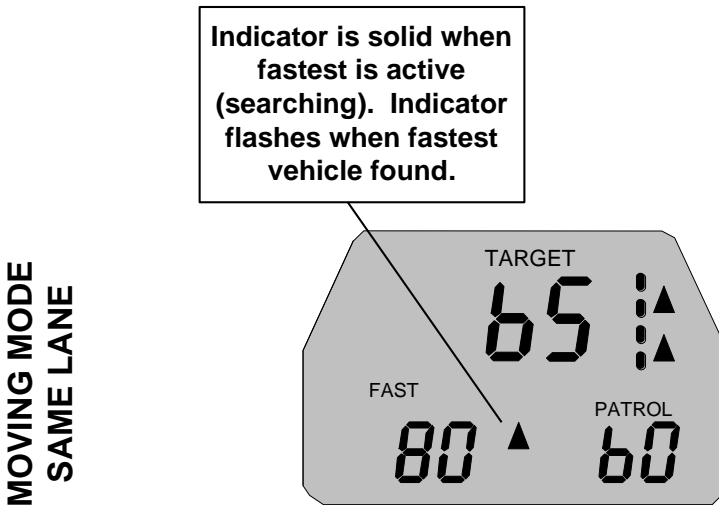 Indicator is solid when
fastest is active
(searching). Indicator
flashes when fastest
vehicle found.
MOVING MODE
SAME LANE
TARGET
65
FAST
80
PATROL
60